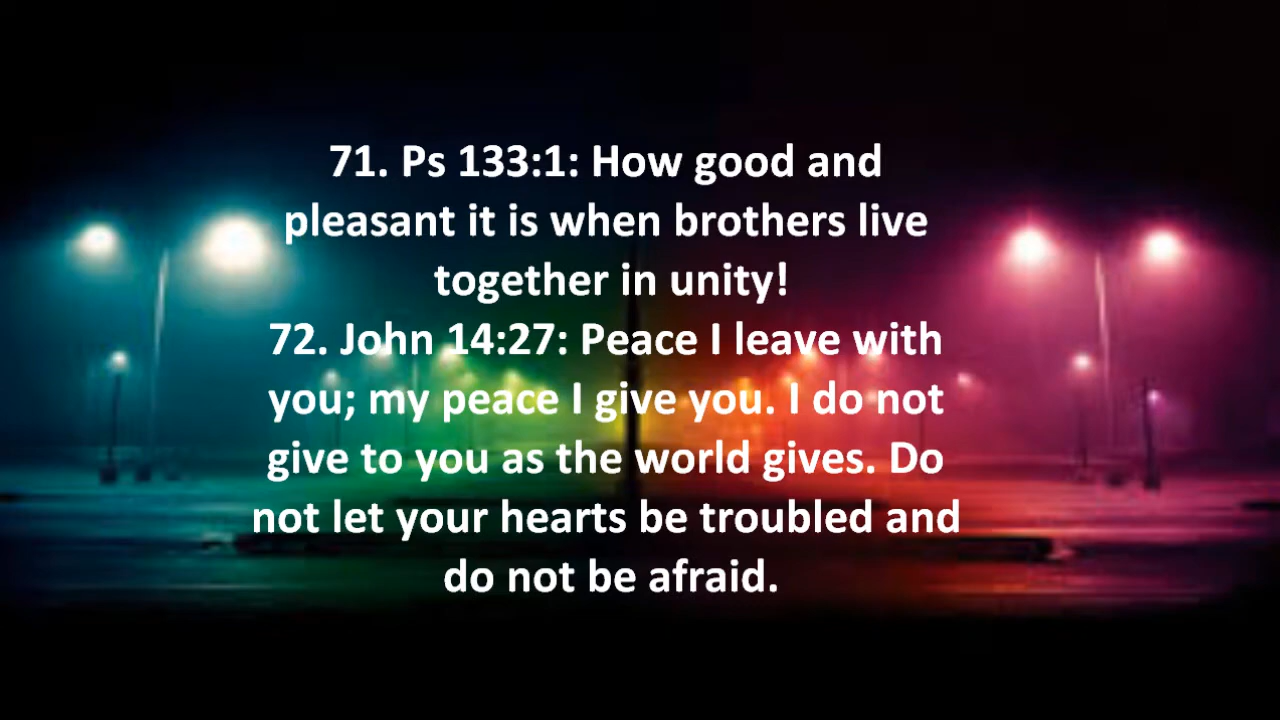 71. Ps 133:1: How good and
pleasant it is when brothers live
together in unity!
72. John 14:27: Peace I leave with
you; my peace I give you. I do not
give to you as the world gives. Do
not let your hearts be troubled and
do not be afraid.